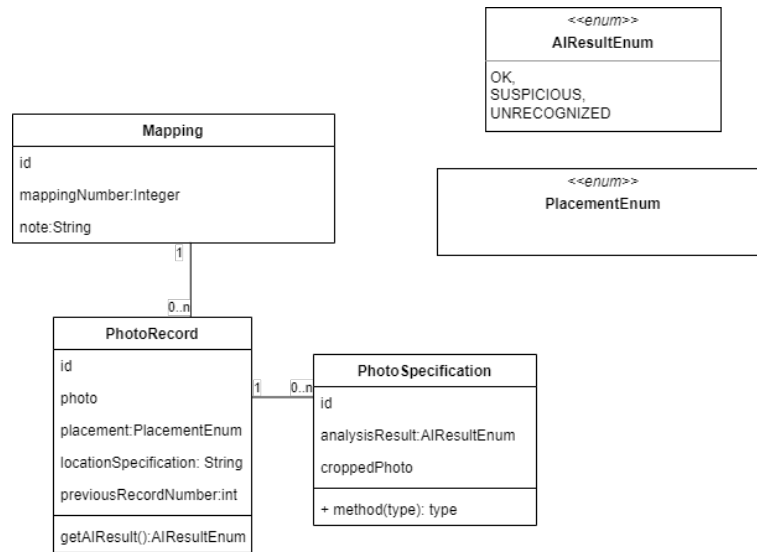 <<enum>>
AIResultEnum
OK,
SUSPICIOUS,
UNRECOGNIZED
Mapping
id
mappingNumber:Integer
note:String
<<enum>>
PlacementEnum
1
0..n
PhotoRecord
id
photo
placement:PlacementEnum
locationSpecification: String
previousRecordNumber:int
getAIResult():AIResultEnum
1
0..n
PhotoSpecification
id
analysisResult:AIResultEnum
croppedPhoto
+ method(type): type